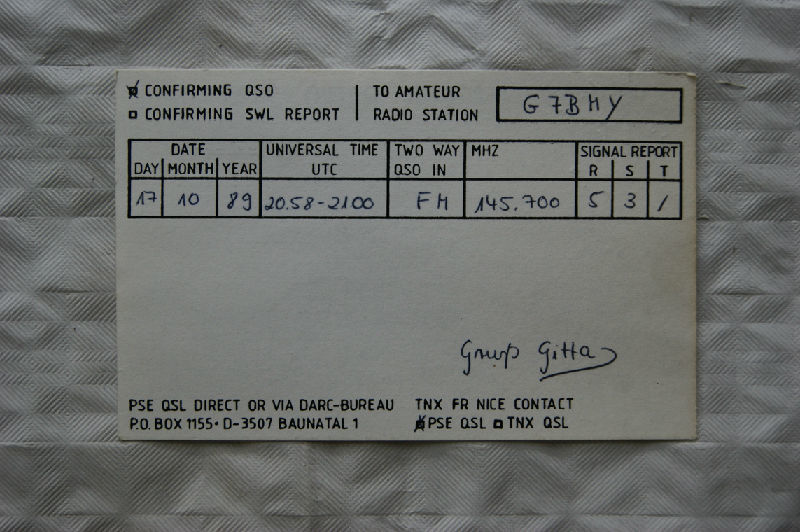 ☒ CONFIRMING QSO TO AMATEUR
☐ CONFIRMING SWL REPORT RADIO STATION G7BHY
DATE UNIVERSAL TIME TWO WAY MHZ SIGNAL REPORT
DAY MONTH YEAR UTC QSO IN R S T
17 10 89 20.58-2100 FM 145.700 5 3 /
Gruß Gitta
PSE QSL DIRECT OR VIA DARC-BUREAU TNX FR NICE CONTACT
P.O. BOX 1155 · D-3507 BAUNATAL 1 ☒ PSE QSL ☐ TNX QSL